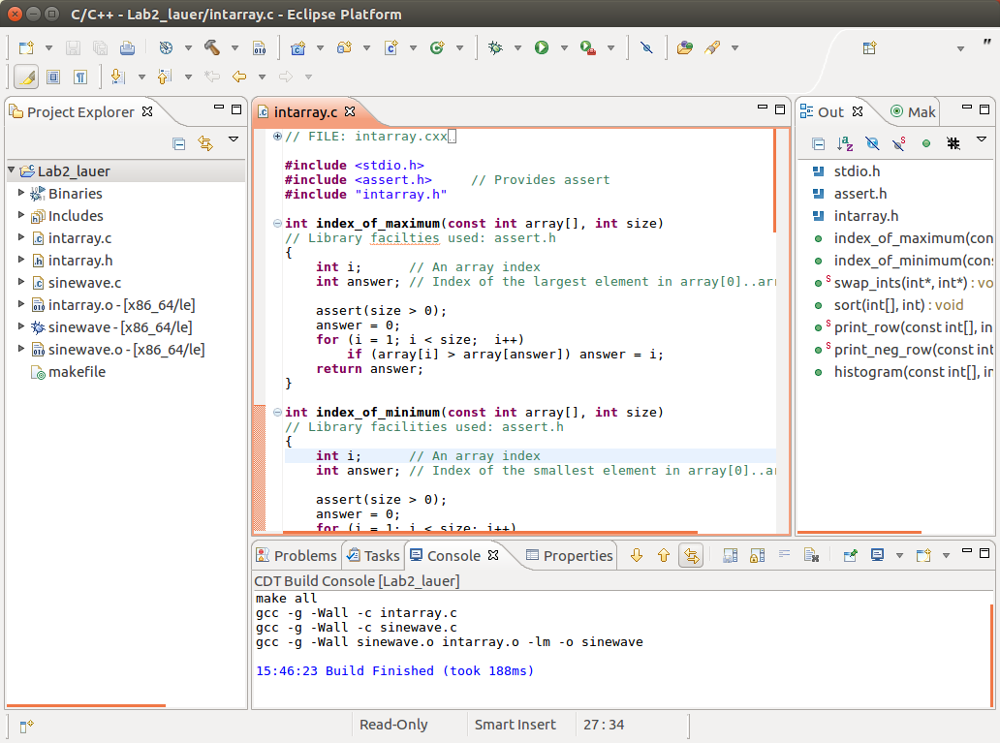 C/C++ - Lab2_lauer/intarray.c - Eclipse Platform
Project Explorer
Lab2_lauer
Binaries
Includes
intarray.c
intarray.h
sinewave.c
intarray.o - [x86_64/le]
sinewave - [x86_64/le]
sinewave.o - [x86_64/le]
makefile
intarray.c
// FILE: intarray.cxx
#include <stdio.h>
#include <assert.h>     // Provides assert
#include "intarray.h"
int index_of_maximum(const int array[], int size)
// Library facilties used: assert.h
{
    int i;      // An array index
    int answer; // Index of the largest element in array[0]..arr
    assert(size > 0);
    answer = 0;
    for (i = 1; i < size;  i++)
        if (array[i] > array[answer]) answer = i;
    return answer;
}
int index_of_minimum(const int array[], int size)
// Library facilities used: assert.h
{
    int i;      // An array index
    int answer; // Index of the smallest element in array[0]..ar
    assert(size > 0);
    answer = 0;
    for (i = 1; i < size; i++)
Out
Mak
stdio.h
assert.h
intarray.h
index_of_maximum(con
index_of_minimum(cons
swap_ints(int*, int*) : vo
sort(int[], int) : void
print_row(const int[], in
print_neg_row(const int
histogram(const int[], in
Problems
Tasks
Console
Properties
CDT Build Console [Lab2_lauer]
make all
gcc -g -Wall -c intarray.c
gcc -g -Wall -c sinewave.c
gcc -g -Wall sinewave.o intarray.o -lm -o sinewave
15:46:23 Build Finished (took 188ms)
Read-Only
Smart Insert
27 : 34